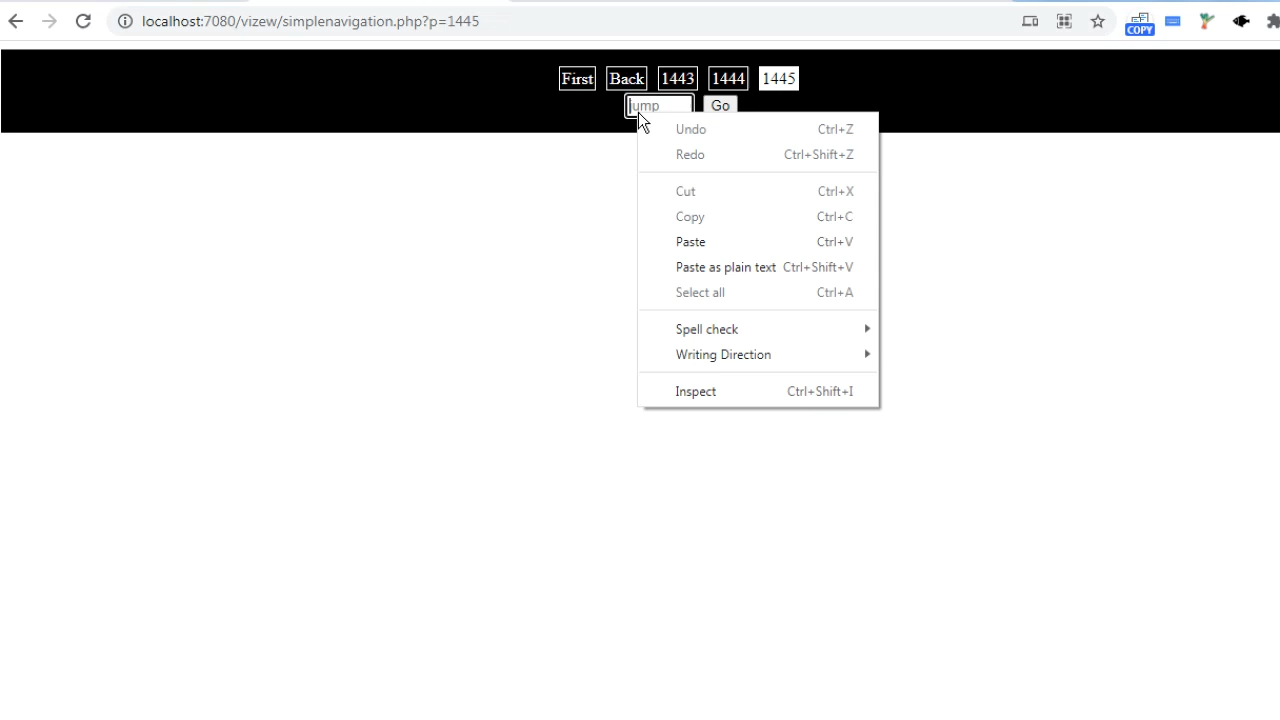 localhost:7080/vizew/simplenavigation.php?p=1445
COPY
First Back 1443 1444 1445
jump Go
Undo Ctrl+Z
Redo Ctrl+Shift+Z
Cut Ctrl+X
Copy Ctrl+C
Paste Ctrl+V
Paste as plain text Ctrl+Shift+V
Select all Ctrl+A
Spell check
Writing Direction
Inspect Ctrl+Shift+I